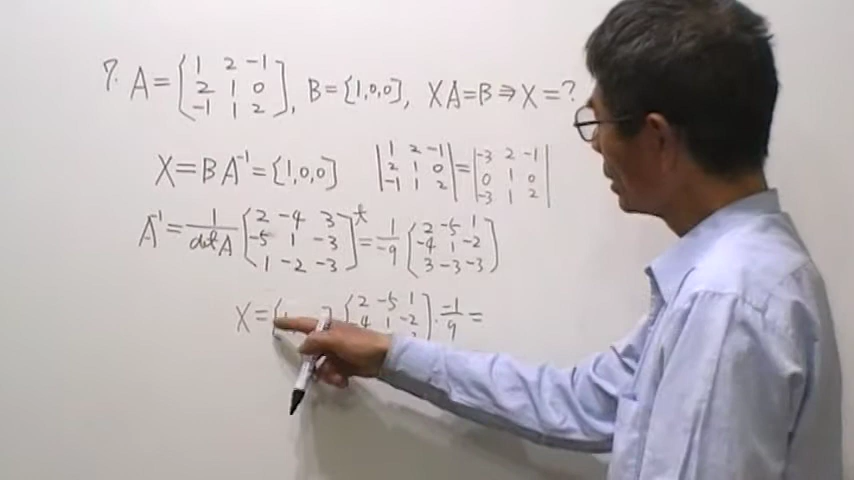 7. A = [1 2 -1; 2 1 0; -1 1 2], B = [1,0,0], XA=B ⇒ X=?
X = BA⁻¹ = [1,0,0] |1 2 -1; 2 1 0; -1 1 2| = |-3 2 -1; 0 1 0; -3 1 2|
A⁻¹ = 1/detA [2 -4 3; -5 1 -3; 1 -2 -3]ᵗ = 1/-9 [2 -5 1; -4 1 -2; 3 -3 -3]
X = [ ] [2 -5 1; 4 1 -2; ] · -1/9 =